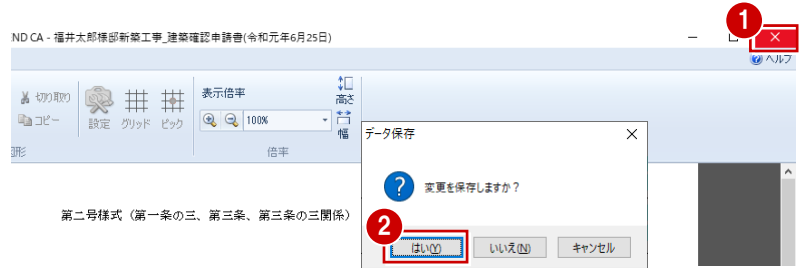 1
ND CA - 福井太郎様邸新築工事_建築確認申請書(令和元年6月25日)
ヘルプ
切り取り
コピー
設定
グリッド
ピック
表示倍率
100%
高さ
幅
図形
倍率
データ保存
変更を保存しますか?
第二号様式（第一条の三、第三条、第三条の三関係）
2
はい(Y)
いいえ(N)
キャンセル